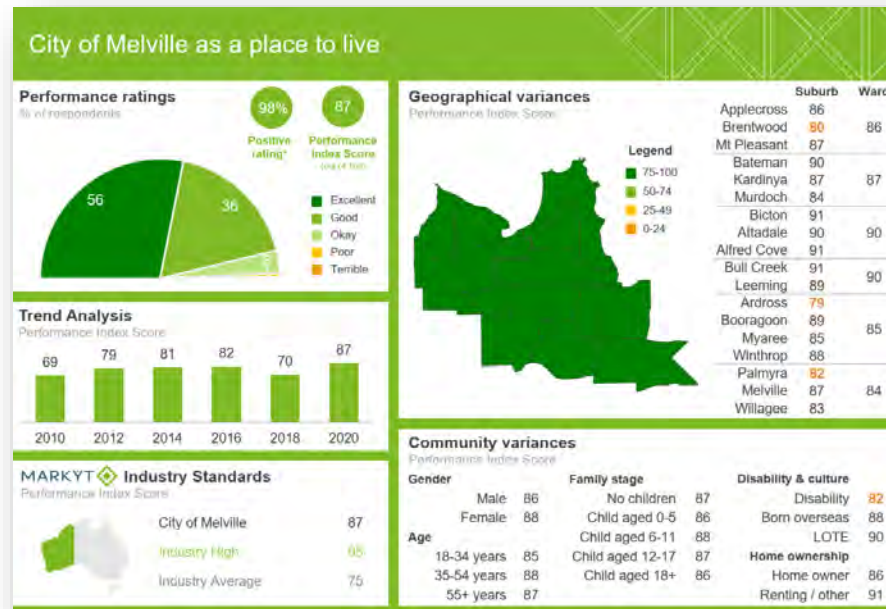 City of Melville as a place to live
Performance ratings
% of respondents
98%
87
Positive
rating*
Performance
Index Score
56
36
Excellent
Good
Okay
Poor
Terrible
Trend Analysis
Performance Index Score
69 79 81 82 70 87
2010 2012 2014 2016 2018 2020
MARKYT Industry Standards
Performance Index Score
City of Melville 87
Industry High
Industry Average 75
Geographical variances
Performance Index Score
Legend
75-100
50-74
25-49
0-24
Suburb Ward
Applecross 86
Brentwood 80 86
Mt Pleasant 87
Bateman 90
Kardinya 87 87
Murdoch 84
Bicton 91
Attadale 90 90
Alfred Cove 91
Bull Creek 91
Leeming 89
90
Ardross 79
Booragoon 89
Myaree 85
85
Winthrop 88
Palmyra 82
Melville 87 84
Willagee 83
Community variances
Performance Index Score
Gender
Male 86
Female 88
Age
18-34 years 85
35-54 years 88
55+ years 87
Family stage
No children 87
Child aged 0-5 86
Child aged 6-11 88
Child aged 12-17 87
Child aged 18+ 86
Disability & culture
Disability 82
Born overseas 88
LOTE 90
Home ownership
Home owner 86
Renting / other 91